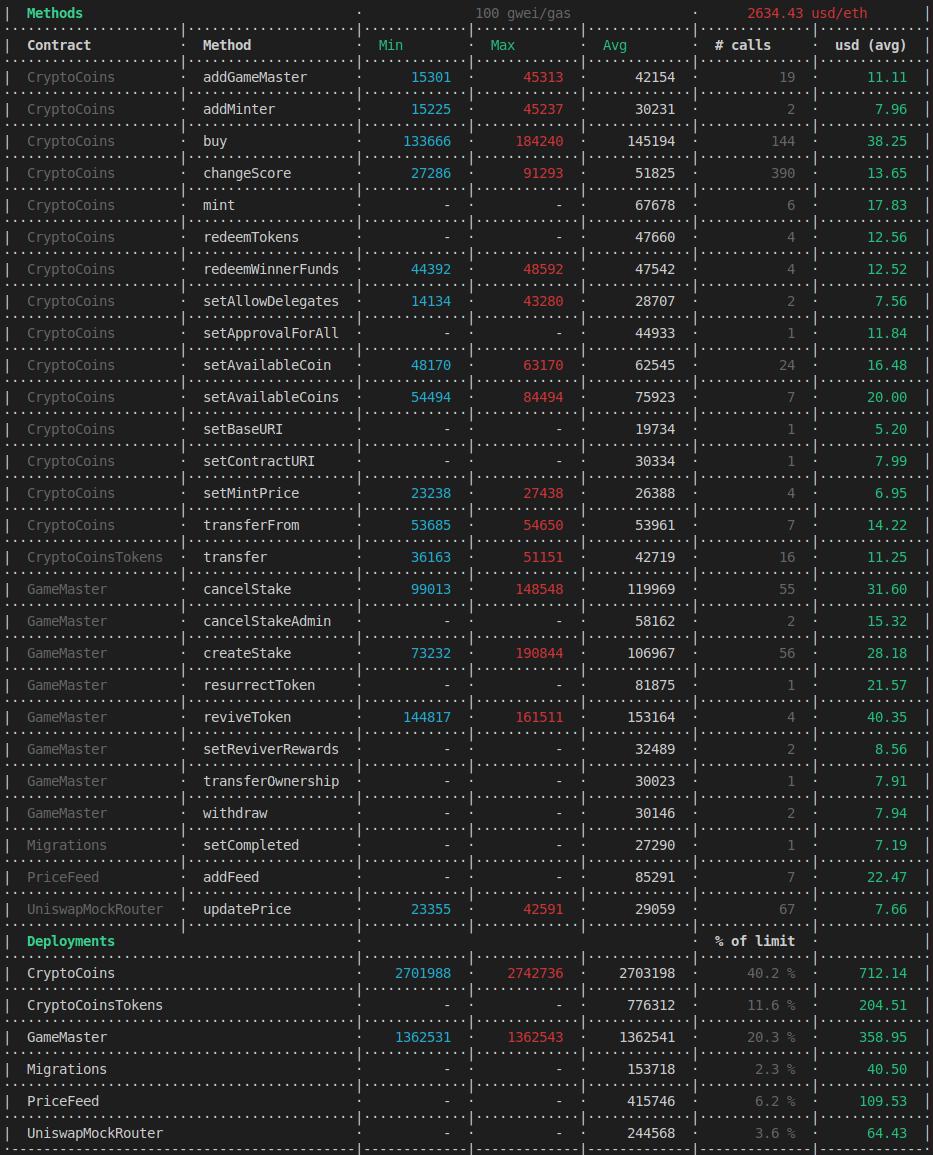 | Methods · 100 gwei/gas · 2634.43 usd/eth |
| Contract · Method · Min · Max · Avg · # calls · usd (avg) |
| CryptoCoins · addGameMaster · 15301 · 45313 · 42154 · 19 · 11.11 |
| CryptoCoins · addMinter · 15225 · 45237 · 30231 · 2 · 7.96 |
| CryptoCoins · buy · 133666 · 184240 · 145194 · 144 · 38.25 |
| CryptoCoins · changeScore · 27286 · 91293 · 51825 · 390 · 13.65 |
| CryptoCoins · mint · - · - · 67678 · 6 · 17.83 |
| CryptoCoins · redeemTokens · - · - · 47660 · 4 · 12.56 |
| CryptoCoins · redeemWinnerFunds · 44392 · 48592 · 47542 · 4 · 12.52 |
| CryptoCoins · setAllowDelegates · 14134 · 43280 · 28707 · 2 · 7.56 |
| CryptoCoins · setApprovalForAll · - · - · 44933 · 1 · 11.84 |
| CryptoCoins · setAvailableCoin · 48170 · 63170 · 62545 · 24 · 16.48 |
| CryptoCoins · setAvailableCoins · 54494 · 84494 · 75923 · 7 · 20.00 |
| CryptoCoins · setBaseURI · - · - · 19734 · 1 · 5.20 |
| CryptoCoins · setContractURI · - · - · 30334 · 1 · 7.99 |
| CryptoCoins · setMintPrice · 23238 · 27438 · 26388 · 4 · 6.95 |
| CryptoCoins · transferFrom · 53685 · 54650 · 53961 · 7 · 14.22 |
| CryptoCoinsTokens · transfer · 36163 · 51151 · 42719 · 16 · 11.25 |
| GameMaster · cancelStake · 99013 · 148548 · 119969 · 55 · 31.60 |
| GameMaster · cancelStakeAdmin · - · - · 58162 · 2 · 15.32 |
| GameMaster · createStake · 73232 · 190844 · 106967 · 56 · 28.18 |
| GameMaster · resurrectToken · - · - · 81875 · 1 · 21.57 |
| GameMaster · reviveToken · 144817 · 161511 · 153164 · 4 · 40.35 |
| GameMaster · setReviverRewards · - · - · 32489 · 2 · 8.56 |
| GameMaster · transferOwnership · - · - · 30023 · 1 · 7.91 |
| GameMaster · withdraw · - · - · 30146 · 2 · 7.94 |
| Migrations · setCompleted · - · - · 27290 · 1 · 7.19 |
| PriceFeed · addFeed · - · - · 85291 · 7 · 22.47 |
| UniswapMockRouter · updatePrice · 23355 · 42591 · 29059 · 67 · 7.66 |
| Deployments · · % of limit · |
| CryptoCoins · 2701988 · 2742736 · 2703198 · 40.2 % · 712.14 |
| CryptoCoinsTokens · - · - · 776312 · 11.6 % · 204.51 |
| GameMaster · 1362531 · 1362543 · 1362541 · 20.3 % · 358.95 |
| Migrations · - · - · 153718 · 2.3 % · 40.50 |
| PriceFeed · - · - · 415746 · 6.2 % · 109.53 |
| UniswapMockRouter · - · - · 244568 · 3.6 % · 64.43 |